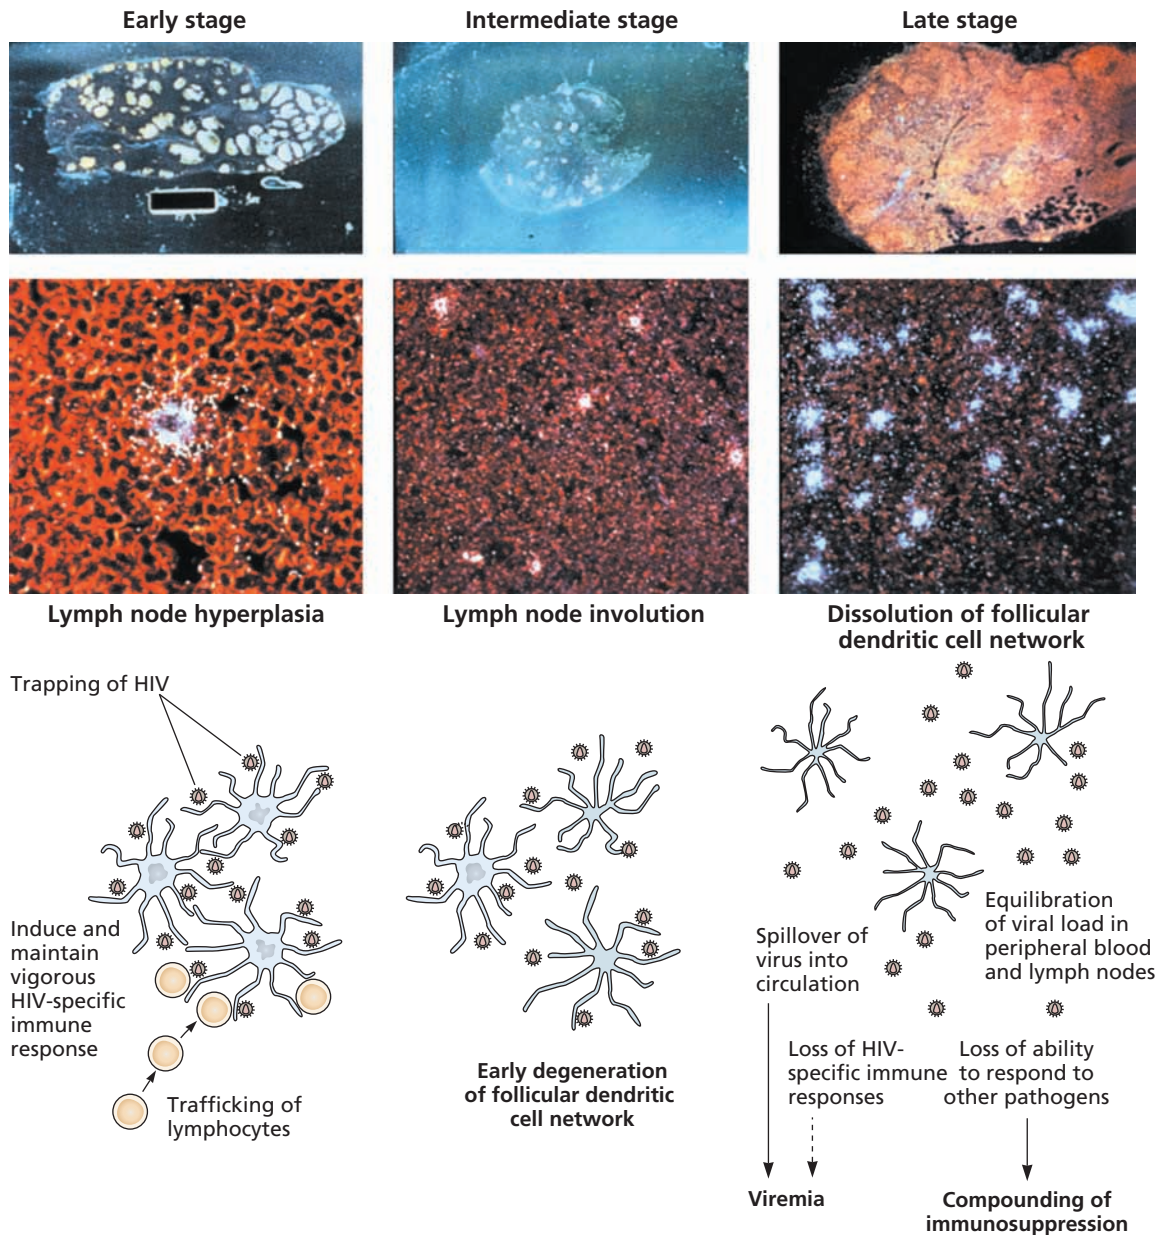 Early stage
Intermediate stage
Late stage
Lymph node hyperplasia
Lymph node involution
Dissolution of follicular
dendritic cell network
Trapping of HIV
Induce and
maintain
vigorous
HIV-specific
immune
response
Trafficking of
lymphocytes
Early degeneration
of follicular dendritic
cell network
Spillover of
virus into
circulation
Equilibration
of viral load in
peripheral blood
and lymph nodes
Loss of HIV-
specific immune
responses
Loss of ability
to respond to
other pathogens
Viremia
Compounding of
immunosuppression